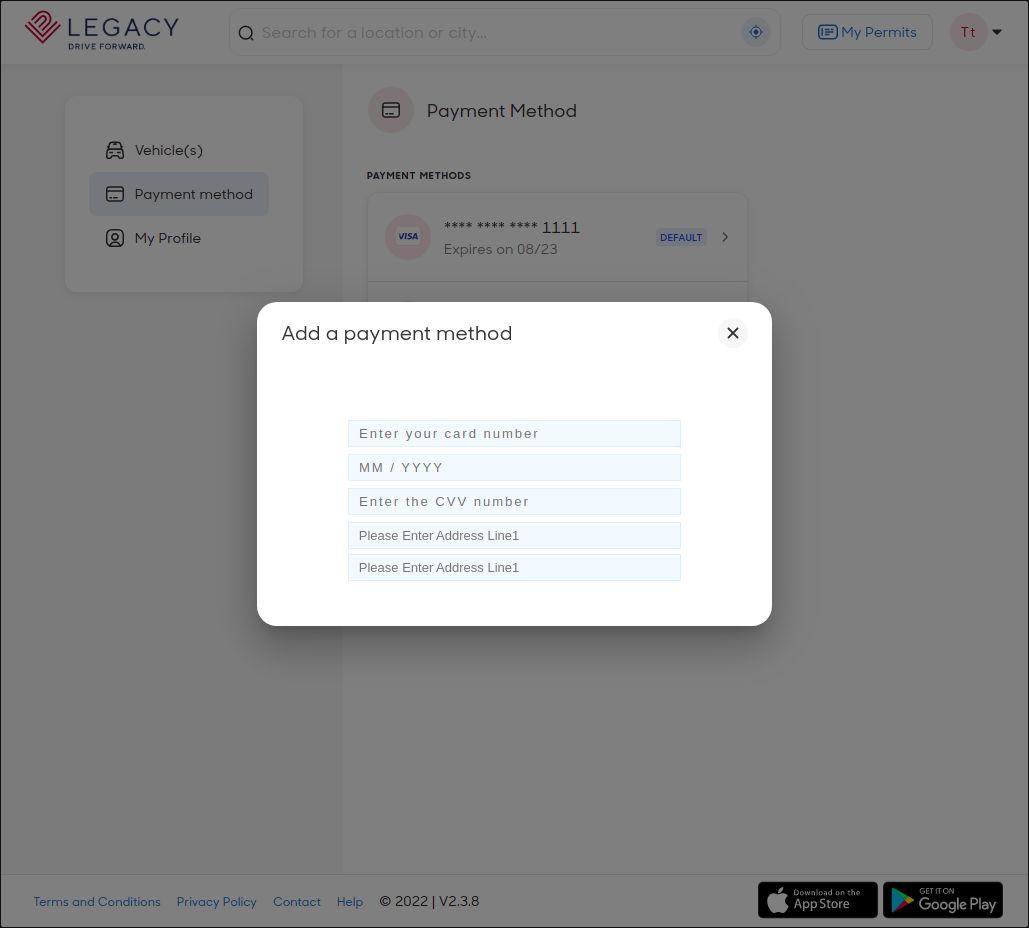 LEGACY
DRIVE FORWARD.
Search for a location or city...
My Permits
Tt
Vehicle(s)
Payment method
My Profile
Payment Method
PAYMENT METHODS
VISA
**** **** **** 1111
Expires on 08/23
DEFAULT
Add a payment method
Enter your card number
MM / YYYY
Enter the CVV number
Please Enter Address Line1
Please Enter Address Line1
Terms and Conditions
Privacy Policy
Contact
Help
© 2022 | V2.3.8
Download on the
App Store
GET IT ON
Google Play